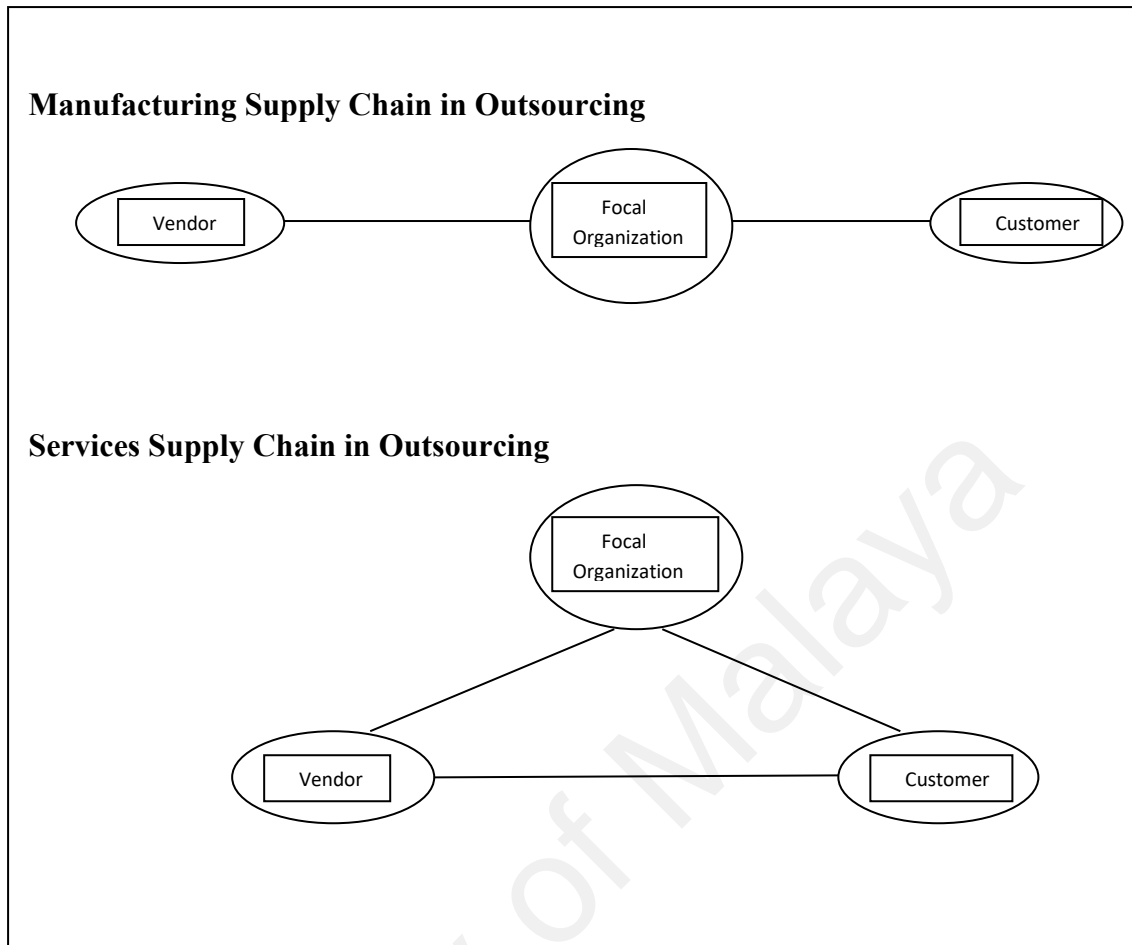 Manufacturing Supply Chain in Outsourcing
Vendor
Focal
Organization
Customer
Services Supply Chain in Outsourcing
Focal
Organization
Vendor
Customer
of Malaya